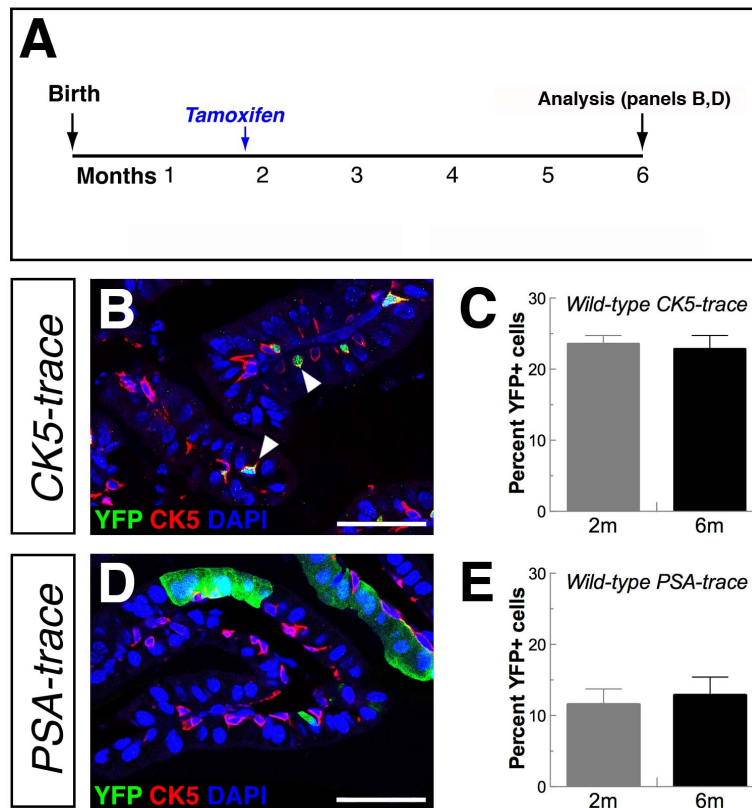 A
Birth
Tamoxifen
Analysis (panels B,D)
Months 1 2 3 4 5 6
CK5-trace
B
YFP CK5 DAPI
C
Wild-type CK5-trace
Percent YFP+ cells
30
20
10
0
2m 6m
PSA-trace
D
YFP CK5 DAPI
E
Wild-type PSA-trace
Percent YFP+ cells
30
20
10
0
2m 6m